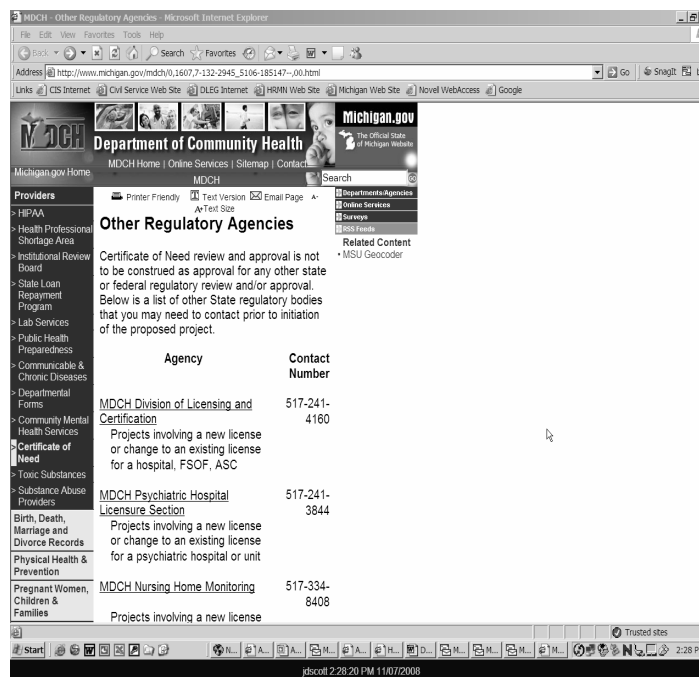 MDCH - Other Regulatory Agencies - Microsoft Internet Explorer
File Edit View Favorites Tools Help
Back Search Favorites
Address http://www.michigan.gov/mdch/0,1607,7-132-2945_5106-185147--,00.html Go SnagIt
Links CIS Internet Civil Service Web Site DLEG Internet HRMN Web Site Michigan Web Site Novel WebAccess Google
MDCH
Department of Community Health
MDCH Home | Online Services | Sitemap | Contact
MDCH
Michigan.gov
The Official State
of Michigan Website
Michigan.gov Home
Search
GO
Providers
> HIPAA
> Health Professional
Shortage Area
> Institutional Review
Board
> State Loan
Repayment
Program
> Lab Services
> Public Health
Preparedness
> Communicable &
Chronic Diseases
> Departmental
Forms
> Community Mental
Health Services
> Certificate of
Need
> Toxic Substances
> Substance Abuse
Providers
Birth, Death,
Marriage and
Divorce Records
Physical Health &
Prevention
Pregnant Women,
Children &
Families
Printer Friendly Text Version Email Page A-
A+Text Size
Other Regulatory Agencies
Certificate of Need review and approval is not
to be construed as approval for any other state
or federal regulatory review and/or approval.
Below is a list of other State regulatory bodies
that you may need to contact prior to initiation
of the proposed project.
Agency Contact
Number
MDCH Division of Licensing and 517-241-
Certification 4160
Projects involving a new license
or change to an existing license
for a hospital, FSOF, ASC
MDCH Psychiatric Hospital 517-241-
Licensure Section 3844
Projects involving a new license
or change to an existing license
for a psychiatric hospital or unit
MDCH Nursing Home Monitoring 517-334-
8408
Projects involving a new license
Departments/Agencies
Online Services
Surveys
RSS Feeds
Related Content
• MSU Geocoder
Trusted sites
Start N... A... A... M... A... H... D... M... M... M... M... 2:28 P
jdscott 2:28:20 PM 11/07/2008